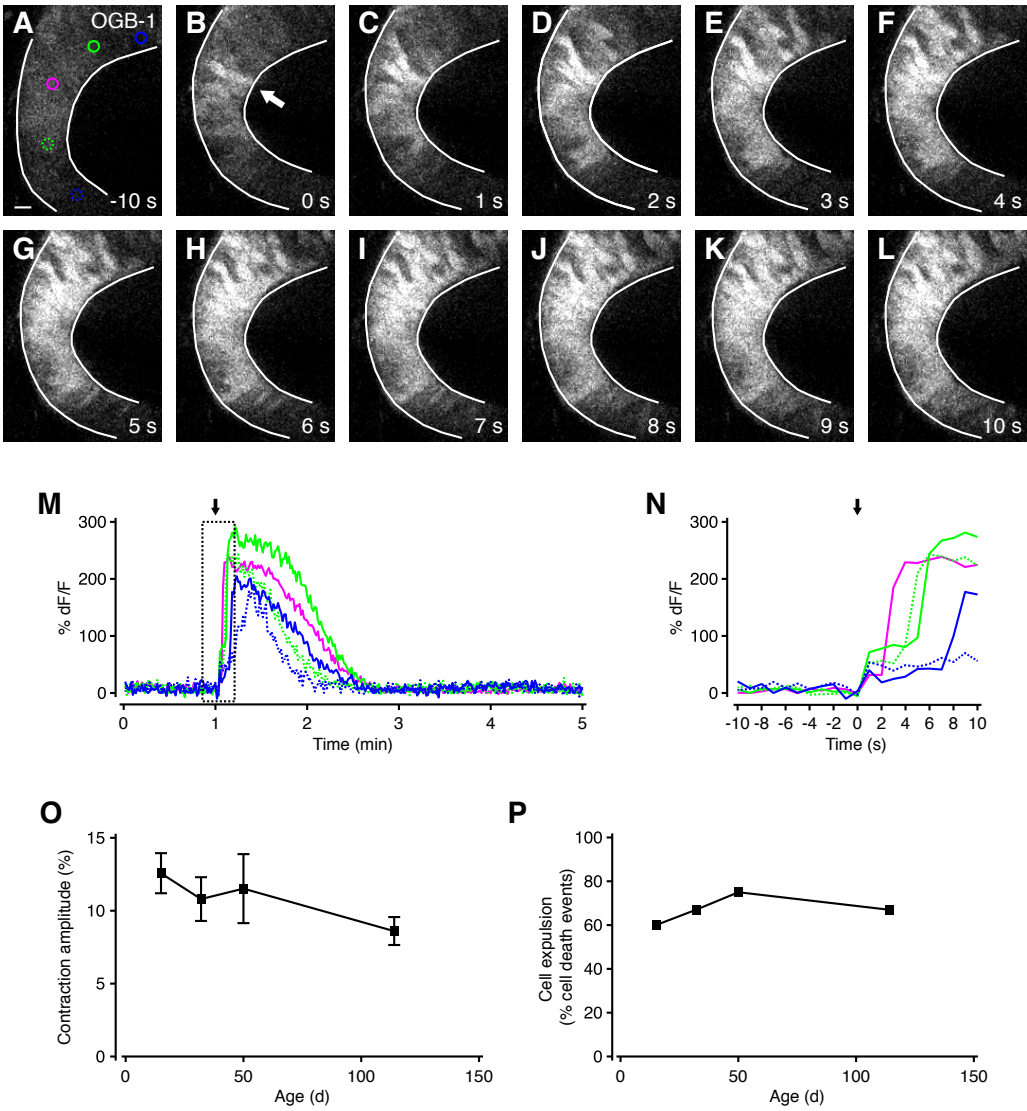 A OGB-1 B C D E F
-10 s 0 s 1 s 2 s 3 s 4 s
G H I J K L
5 s 6 s 7 s 8 s 9 s 10 s
M
% dF/F
300
200
100
0
0 1 2 3 4 5
Time (min)
N
% dF/F
300
200
100
0
-10 -8 -6 -4 -2 0 2 4 6 8 10
Time (s)
O
Contraction amplitude (%)
15
10
5
0
0 50 100 150
Age (d)
P
Cell expulsion
(% cell death events)
100
80
60
40
20
0
0 50 100 150
Age (d)